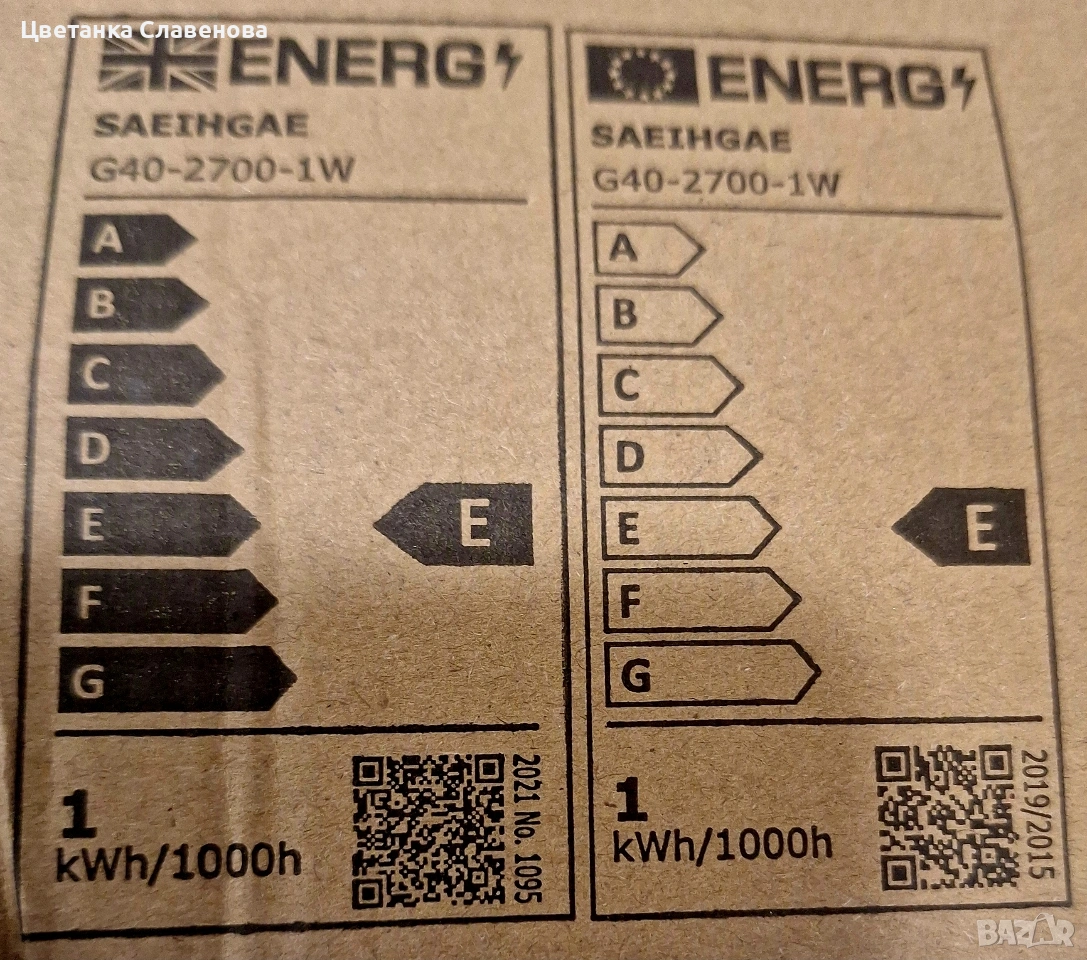 Цветанка Славенова
ENERG
SAEIHGAE
G40-2700-1W
A
B
C
D
E
F
G
E
1
kWh/1000h
2021 No. 1095
ENERG
SAEIHGAE
G40-2700-1W
A
B
C
D
E
F
G
E
1
kWh/1000h
2019/2015
BAZAR